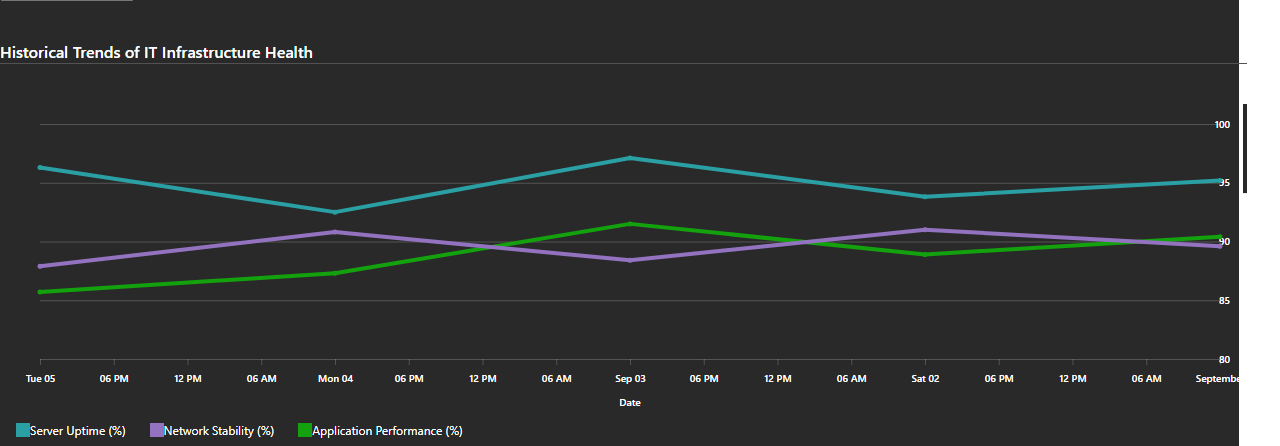 Historical Trends of IT Infrastructure Health
100
95
90
85
80
Tue 05 06 PM 12 PM 06 AM Mon 04 06 PM 12 PM 06 AM Sep 03 06 PM 12 PM 06 AM Sat 02 06 PM 12 PM 06 AM Septembe
Date
Server Uptime (%) Network Stability (%) Application Performance (%)